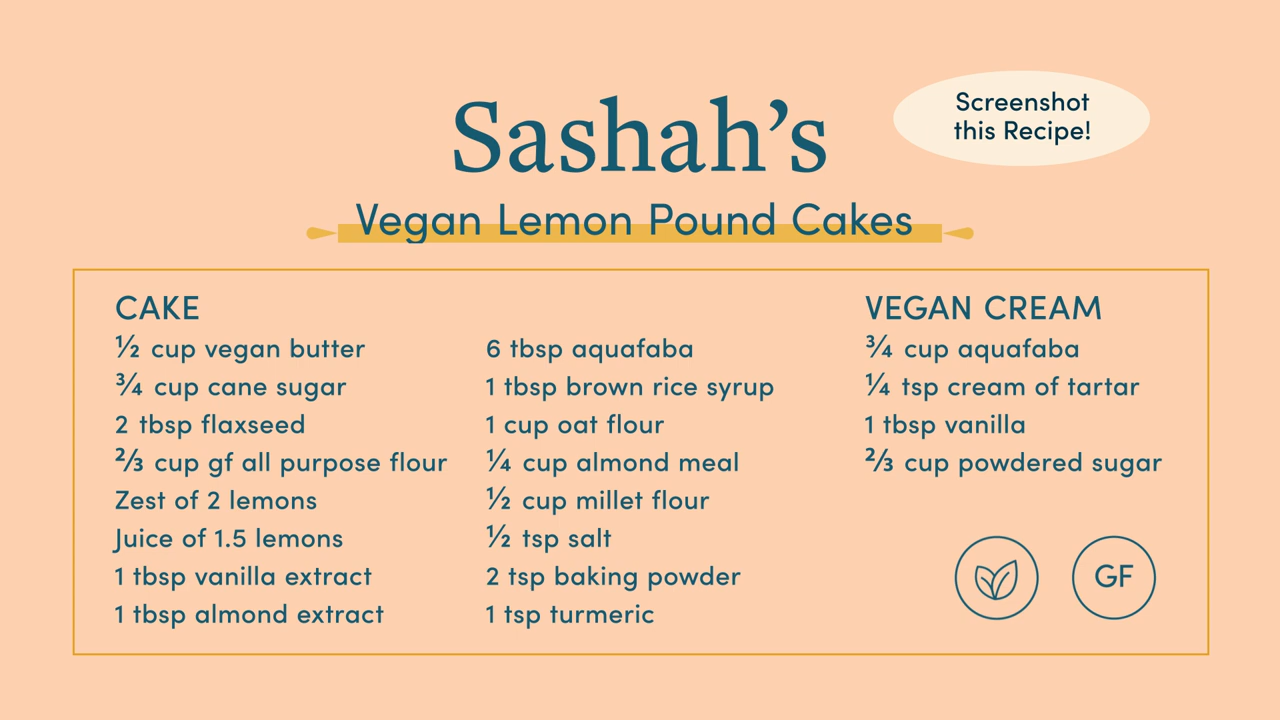 Sashah's
Screenshot
this Recipe!
Vegan Lemon Pound Cakes
CAKE
½ cup vegan butter
¾ cup cane sugar
2 tbsp flaxseed
⅔ cup gf all purpose flour
Zest of 2 lemons
Juice of 1.5 lemons
1 tbsp vanilla extract
1 tbsp almond extract
6 tbsp aquafaba
1 tbsp brown rice syrup
1 cup oat flour
¼ cup almond meal
½ cup millet flour
½ tsp salt
2 tsp baking powder
1 tsp turmeric
VEGAN CREAM
¾ cup aquafaba
¼ tsp cream of tartar
1 tbsp vanilla
⅔ cup powdered sugar
GF